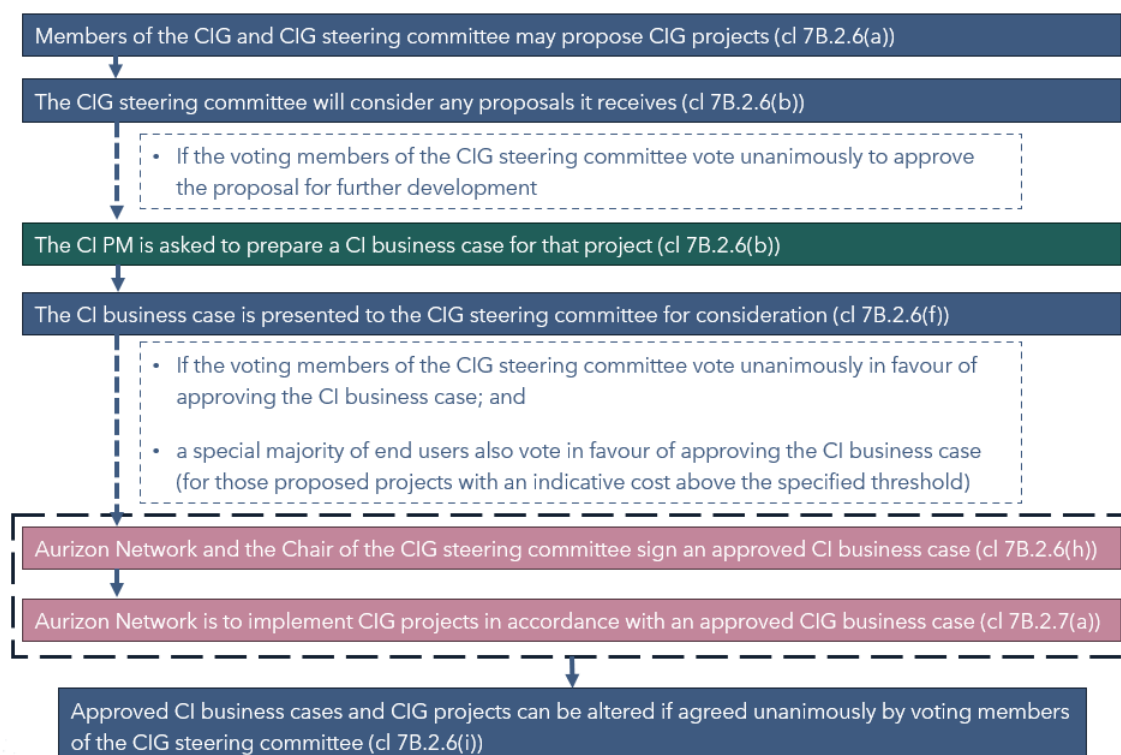 Members of the CIG and CIG steering committee may propose CIG projects (cl 7B.2.6(a))
The CIG steering committee will consider any proposals it receives (cl 7B.2.6(b))
• If the voting members of the CIG steering committee vote unanimously to approve
the proposal for further development
The CI PM is asked to prepare a CI business case for that project (cl 7B.2.6(b))
The CI business case is presented to the CIG steering committee for consideration (cl 7B.2.6(f))
• If the voting members of the CIG steering committee vote unanimously in favour of
approving the CI business case; and
• a special majority of end users also vote in favour of approving the CI business case
(for those proposed projects with an indicative cost above the specified threshold)
Aurizon Network and the Chair of the CIG steering committee sign an approved CI business case (cl 7B.2.6(h))
Aurizon Network is to implement CIG projects in accordance with an approved CIG business case (cl 7B.2.7(a))
Approved CI business cases and CIG projects can be altered if agreed unanimously by voting members
of the CIG steering committee (cl 7B.2.6(i))